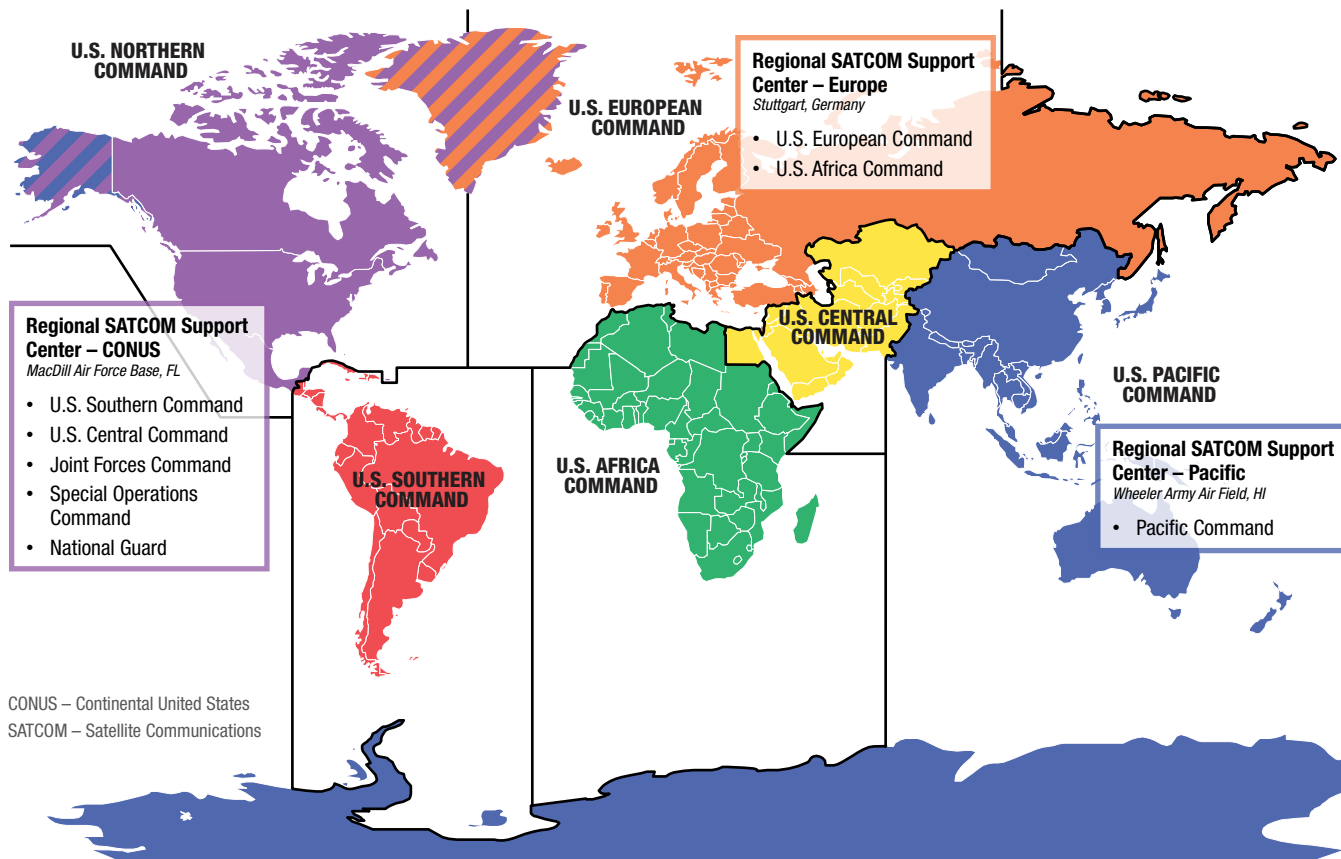 U.S. NORTHERN
COMMAND
U.S. EUROPEAN
COMMAND
Regional SATCOM Support
Center – Europe
Stuttgart, Germany
• U.S. European Command
• U.S. Africa Command
U.S. CENTRAL
COMMAND
Regional SATCOM Support
Center – CONUS
MacDill Air Force Base, FL
• U.S. Southern Command
• U.S. Central Command
• Joint Forces Command
• Special Operations
Command
• National Guard
U.S. SOUTHERN
COMMAND
U.S. AFRICA
COMMAND
U.S. PACIFIC
COMMAND
Regional SATCOM Support
Center – Pacific
Wheeler Army Air Field, HI
• Pacific Command
CONUS – Continental United States
SATCOM – Satellite Communications